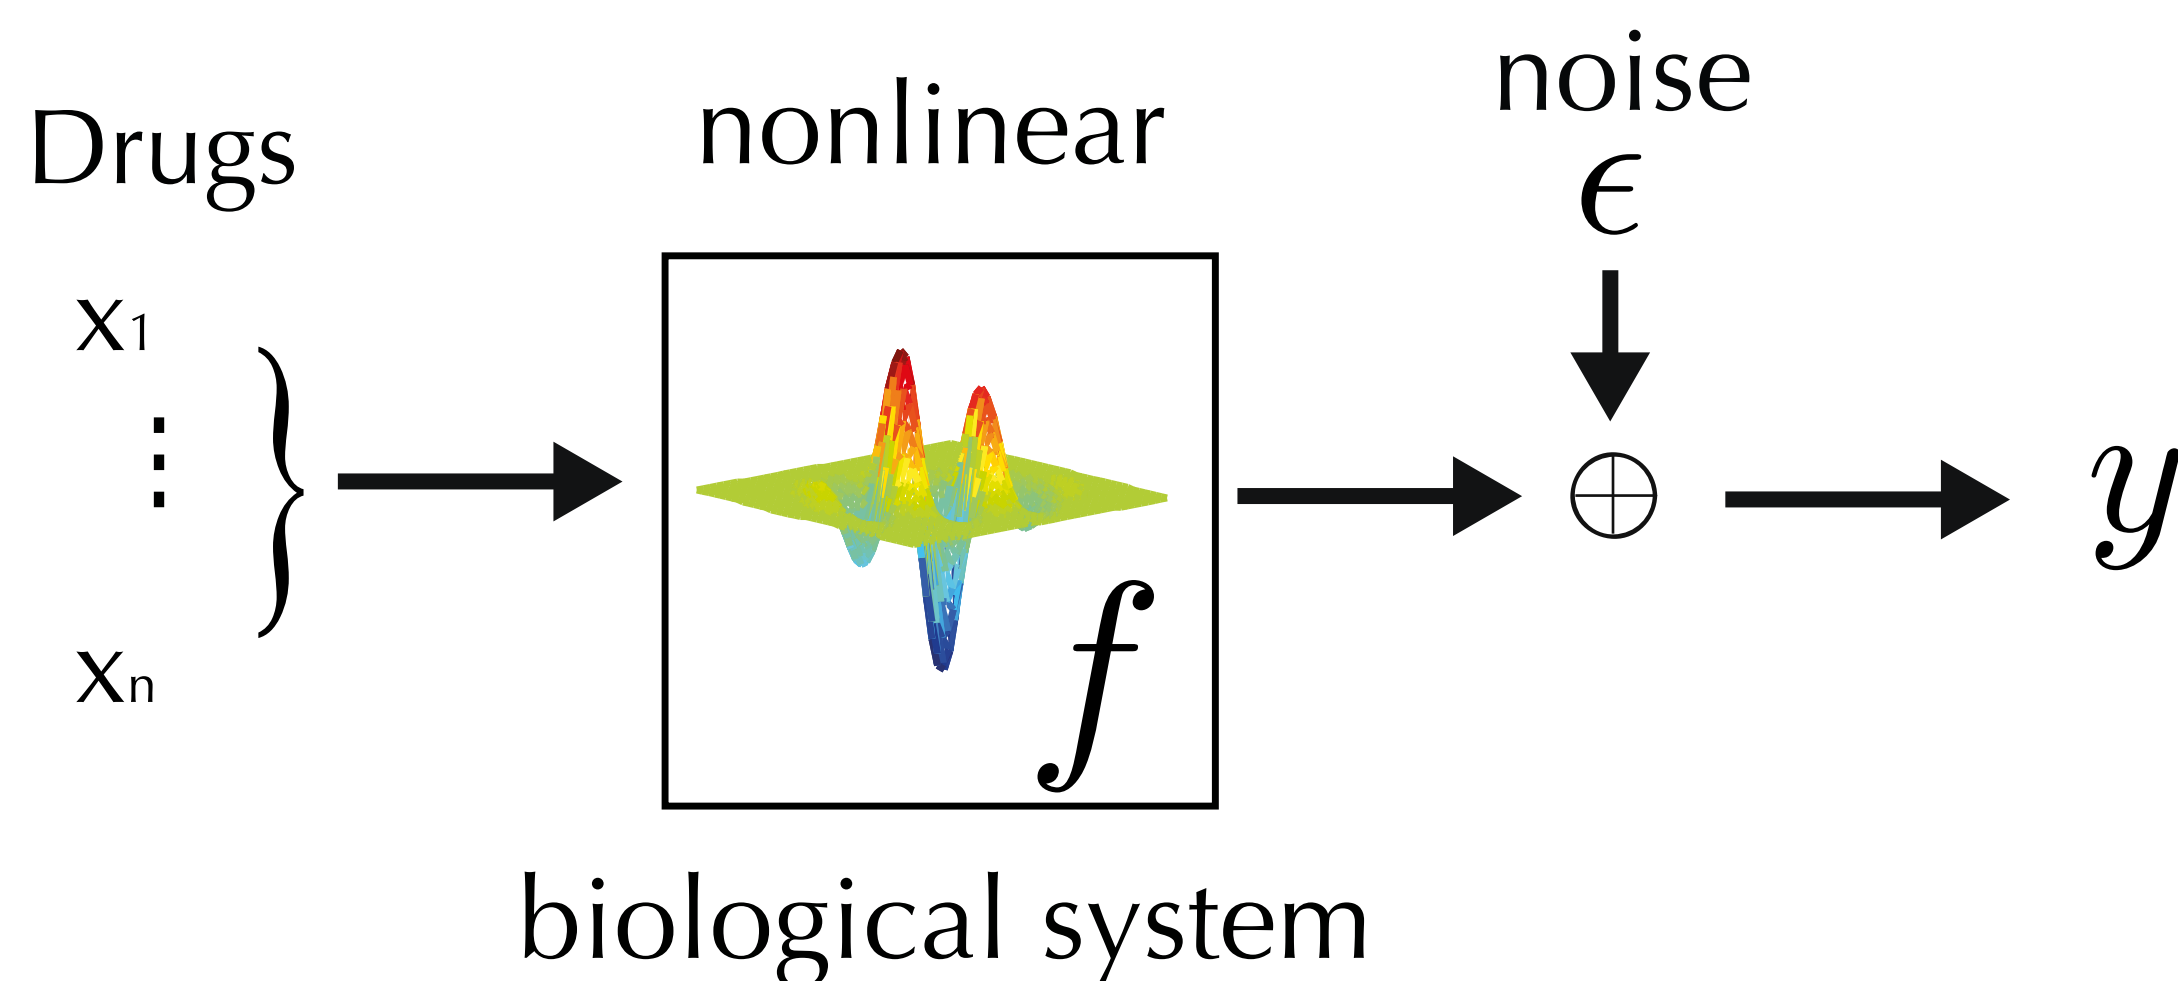 Drugs
x1
⋮
xn
nonlinear
f
biological system
noise
ϵ
⊕
y